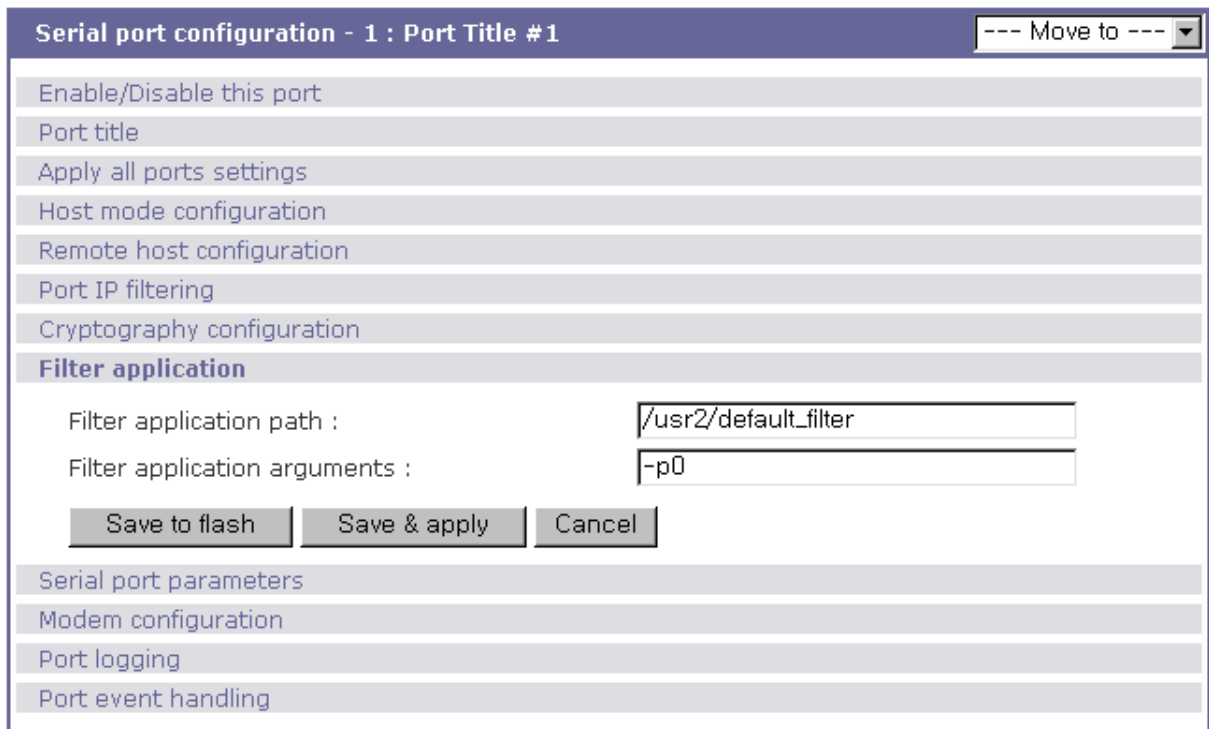 Serial port configuration - 1 : Port Title #1 --- Move to ---
Enable/Disable this port
Port title
Apply all ports settings
Host mode configuration
Remote host configuration
Port IP filtering
Cryptography configuration
Filter application
Filter application path : /usr2/default_filter
Filter application arguments : -p0
Save to flash Save & apply Cancel
Serial port parameters
Modem configuration
Port logging
Port event handling